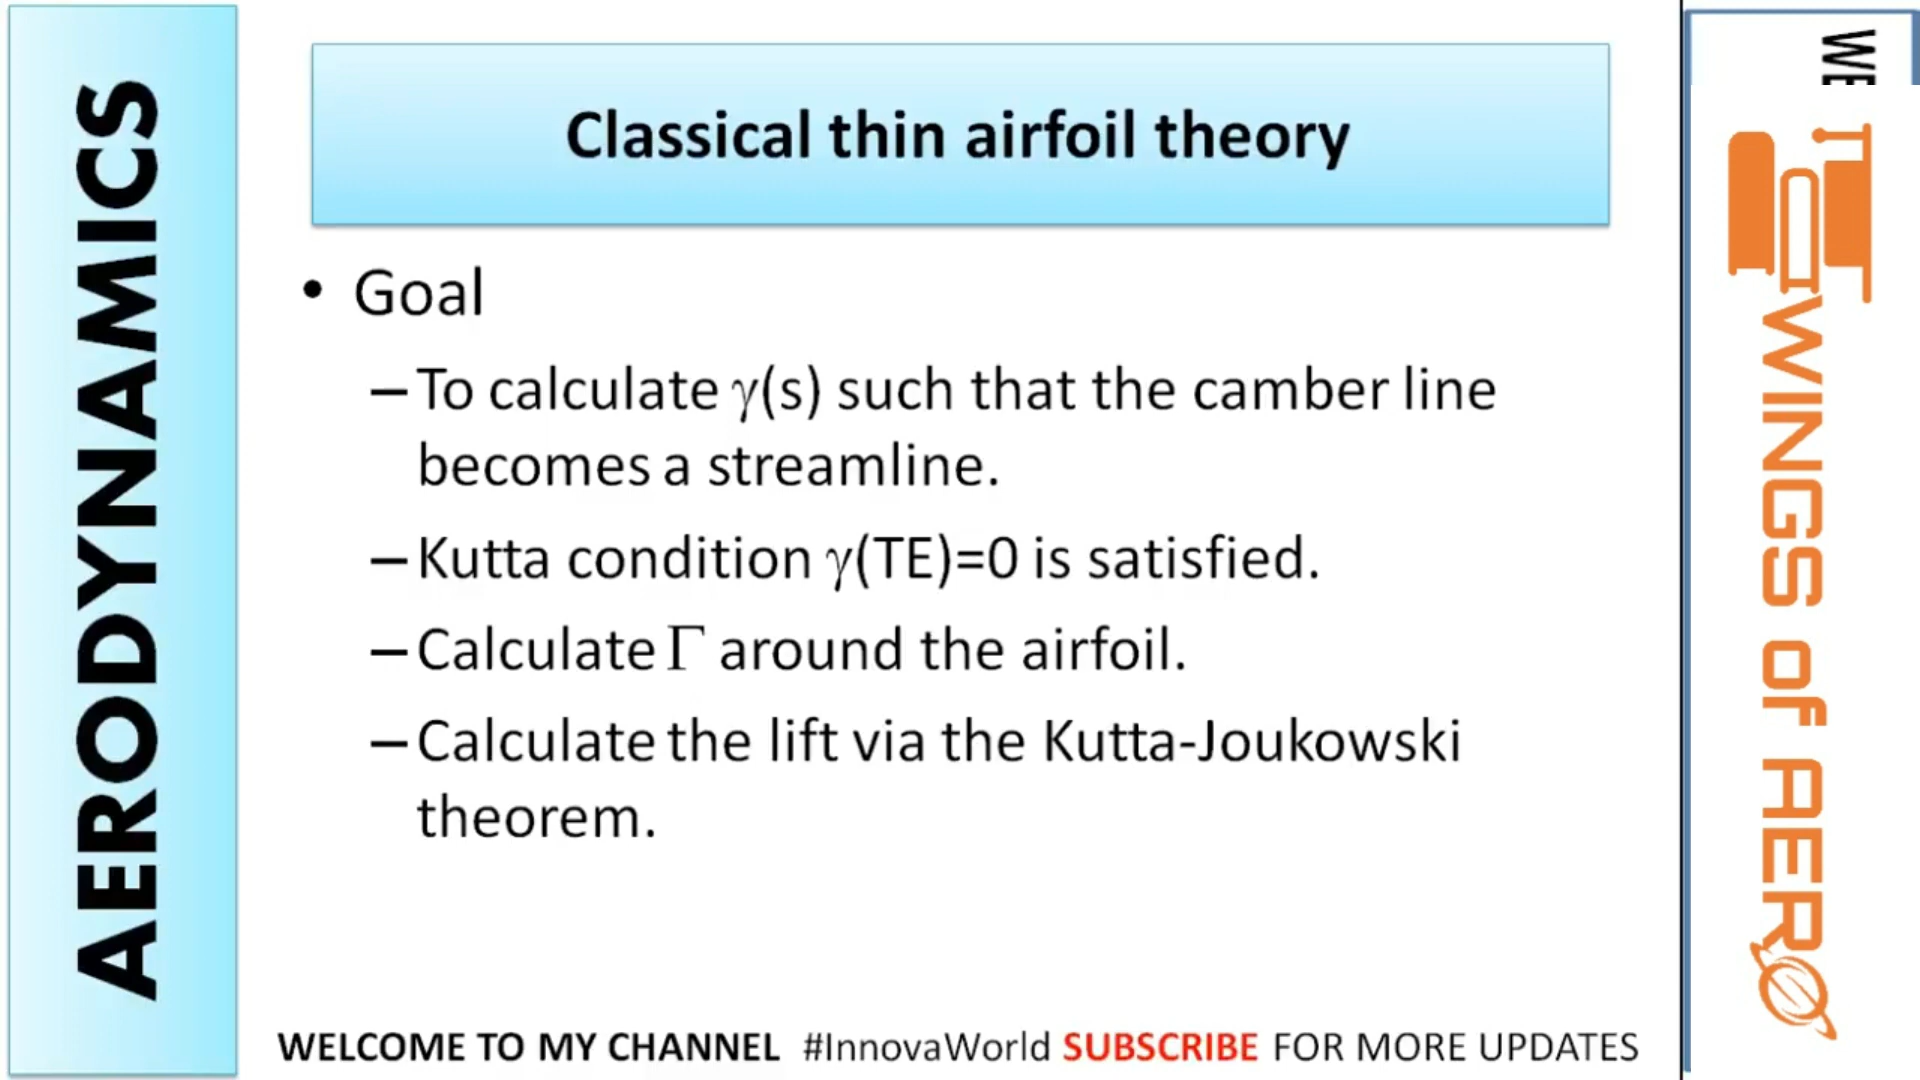 AERODYNAMICS
Classical thin airfoil theory
• Goal
– To calculate γ(s) such that the camber line
becomes a streamline.
– Kutta condition γ(TE)=0 is satisfied.
– Calculate Γ around the airfoil.
– Calculate the lift via the Kutta-Joukowski
theorem.
WELCOME TO MY CHANNEL #InnovaWorld SUBSCRIBE FOR MORE UPDATES
WE
WINGS OF AERO